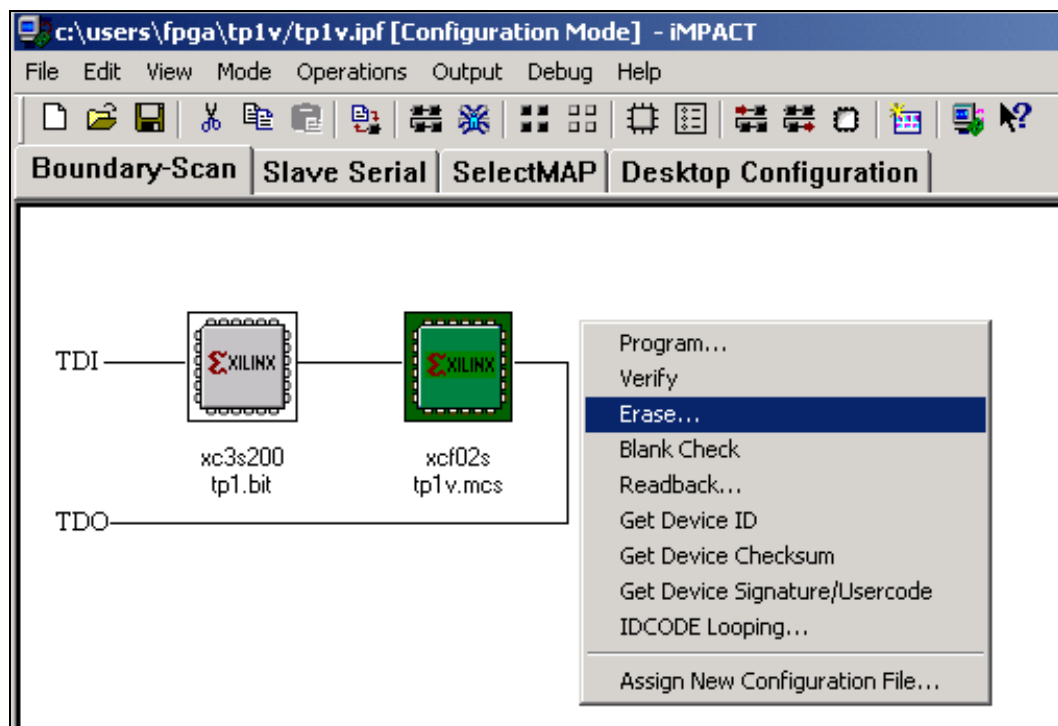 c:\users\fpga\tp1v/tp1v.ipf [Configuration Mode] - iMPACT
File Edit View Mode Operations Output Debug Help
Boundary-Scan Slave Serial SelectMAP Desktop Configuration
TDI
ΣXILINX ΣXILINX
xc3s200 xcf02s
tp1.bit tp1v.mcs
TDO
Program...
Verify
Erase...
Blank Check
Readback...
Get Device ID
Get Device Checksum
Get Device Signature/Usercode
IDCODE Looping...
Assign New Configuration File...